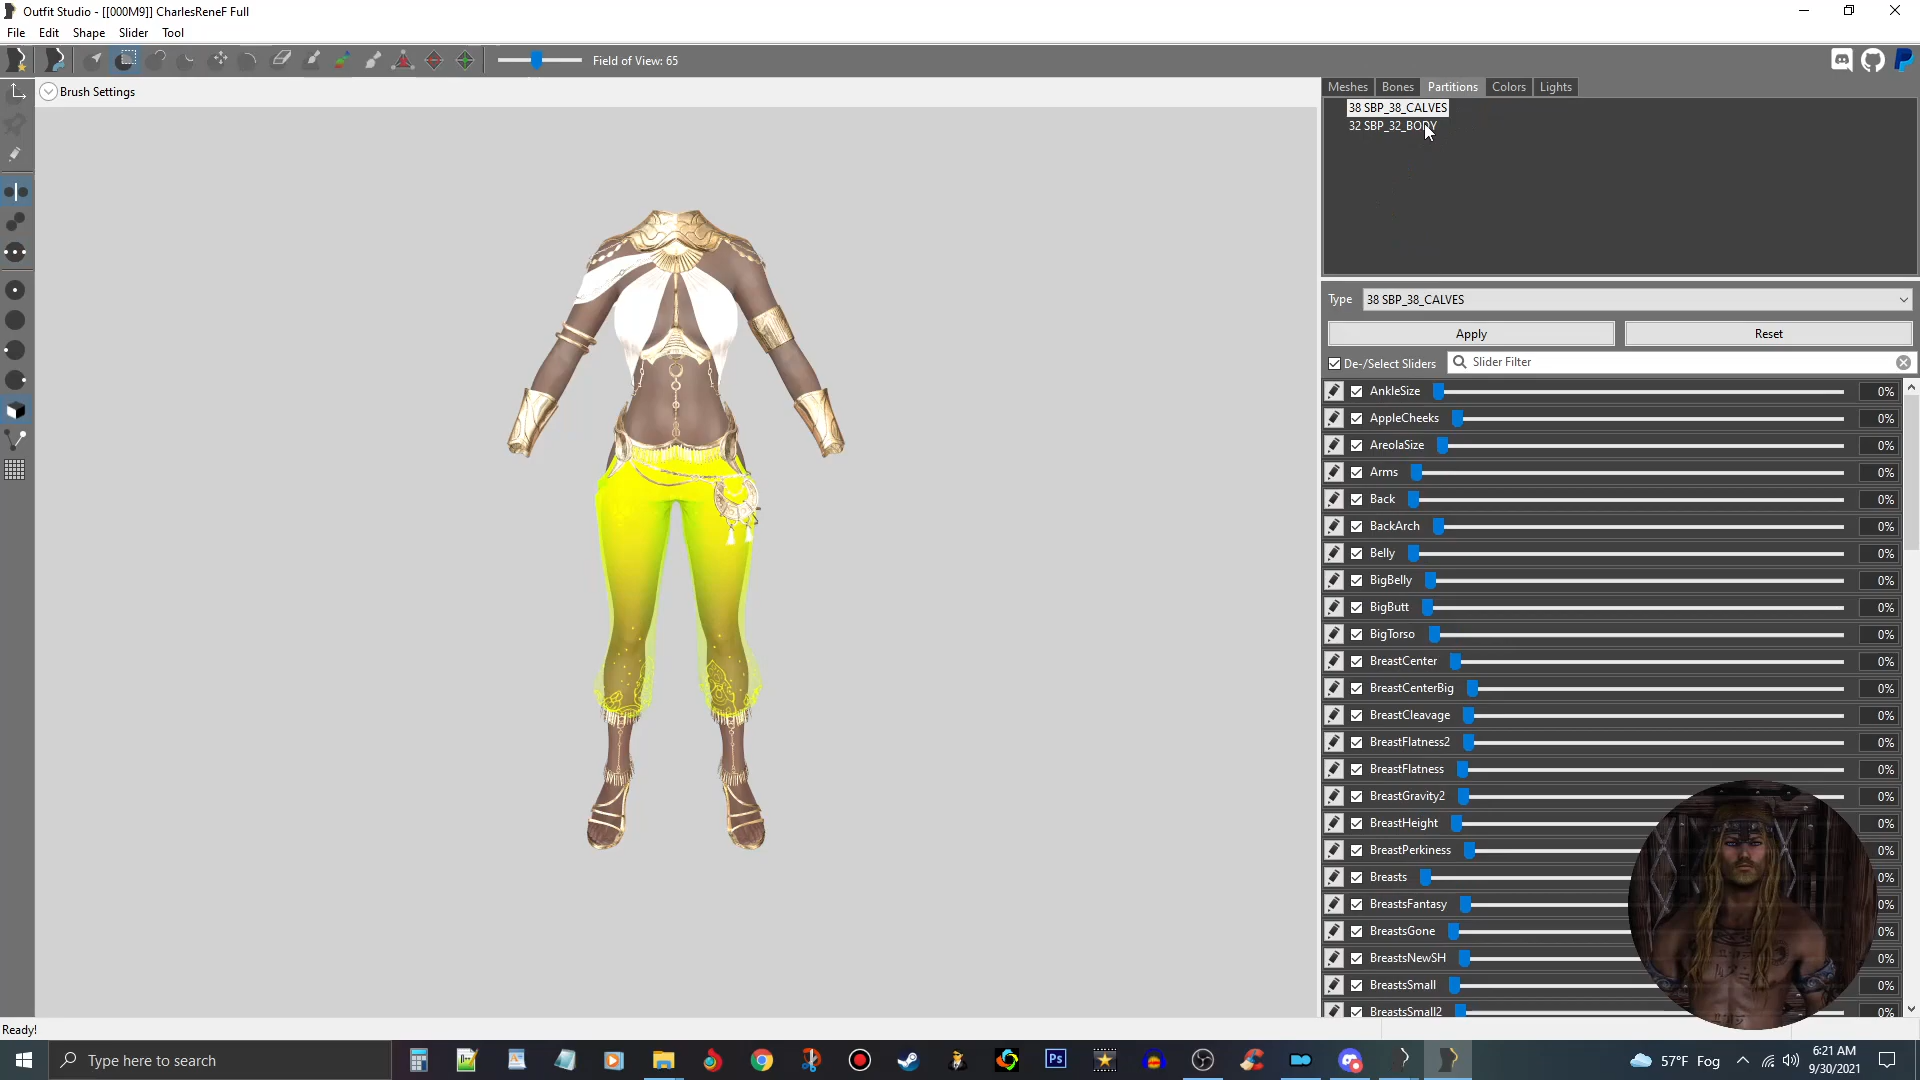 Outfit Studio - [[000M9]] CharlesReneF Full
File Edit Shape Slider Tool
Field of View: 65
Brush Settings
Meshes Bones Partitions Colors Lights
38 SBP_38_CALVES
32 SBP_32_BODY
Type 38 SBP_38_CALVES
Apply Reset
De-/Select Sliders Slider Filter
AnkleSize 0%
AppleCheeks 0%
AreolaSize 0%
Arms 0%
Back 0%
BackArch 0%
Belly 0%
BigBelly 0%
BigButt 0%
BigTorso 0%
BreastCenter 0%
BreastCenterBig 0%
BreastCleavage 0%
BreastFlatness2 0%
BreastFlatness 0%
BreastGravity2 0%
BreastHeight 0%
BreastPerkiness 0%
Breasts 0%
BreastsFantasy 0%
BreastsGone 0%
BreastsNewSH 0%
BreastsSmall 0%
BreastsSmall2 0%
Ready!
Type here to search
Ps
57°F Fog
6:21 AM
9/30/2021